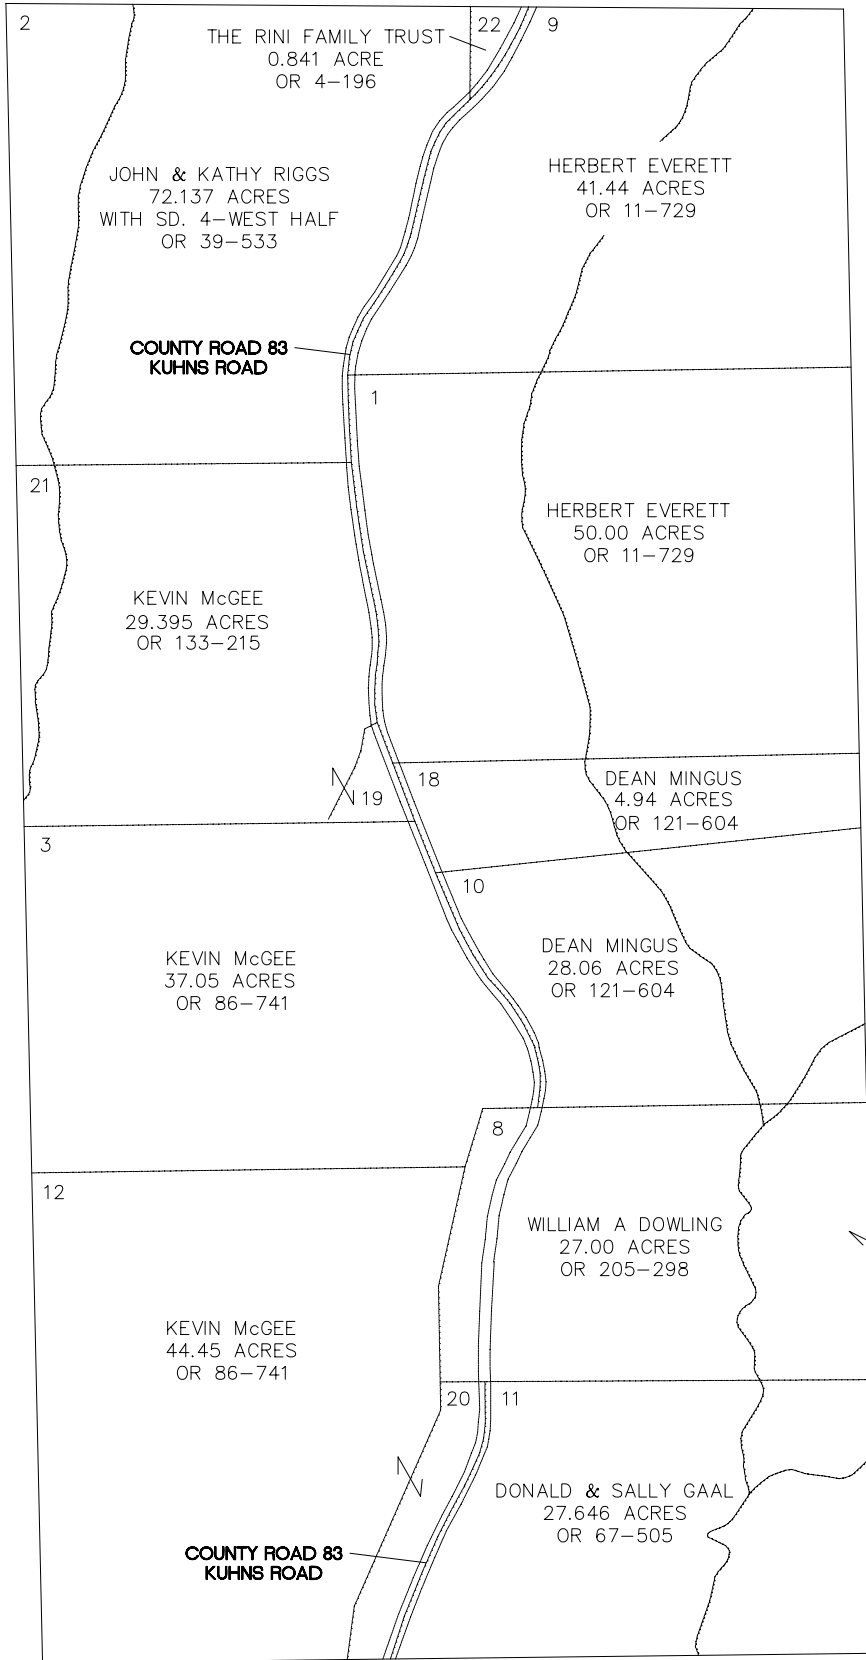 2
22
9
THE RINI FAMILY TRUST
0.841 ACRE
OR 4-196
JOHN & KATHY RIGGS
72.137 ACRES
WITH SD. 4-WEST HALF
OR 39-533
HERBERT EVERETT
41.44 ACRES
OR 11-729
COUNTY ROAD 83
KUHNS ROAD
1
21
HERBERT EVERETT
50.00 ACRES
OR 11-729
KEVIN McGEE
29.395 ACRES
OR 133-215
18
DEAN MINGUS
4.94 ACRES
OR 121-604
19
3
10
KEVIN McGEE
37.05 ACRES
OR 86-741
DEAN MINGUS
28.06 ACRES
OR 121-604
8
12
WILLIAM A DOWLING
27.00 ACRES
OR 205-298
KEVIN McGEE
44.45 ACRES
OR 86-741
20
11
DONALD & SALLY GAAL
27.646 ACRES
OR 67-505
COUNTY ROAD 83
KUHNS ROAD